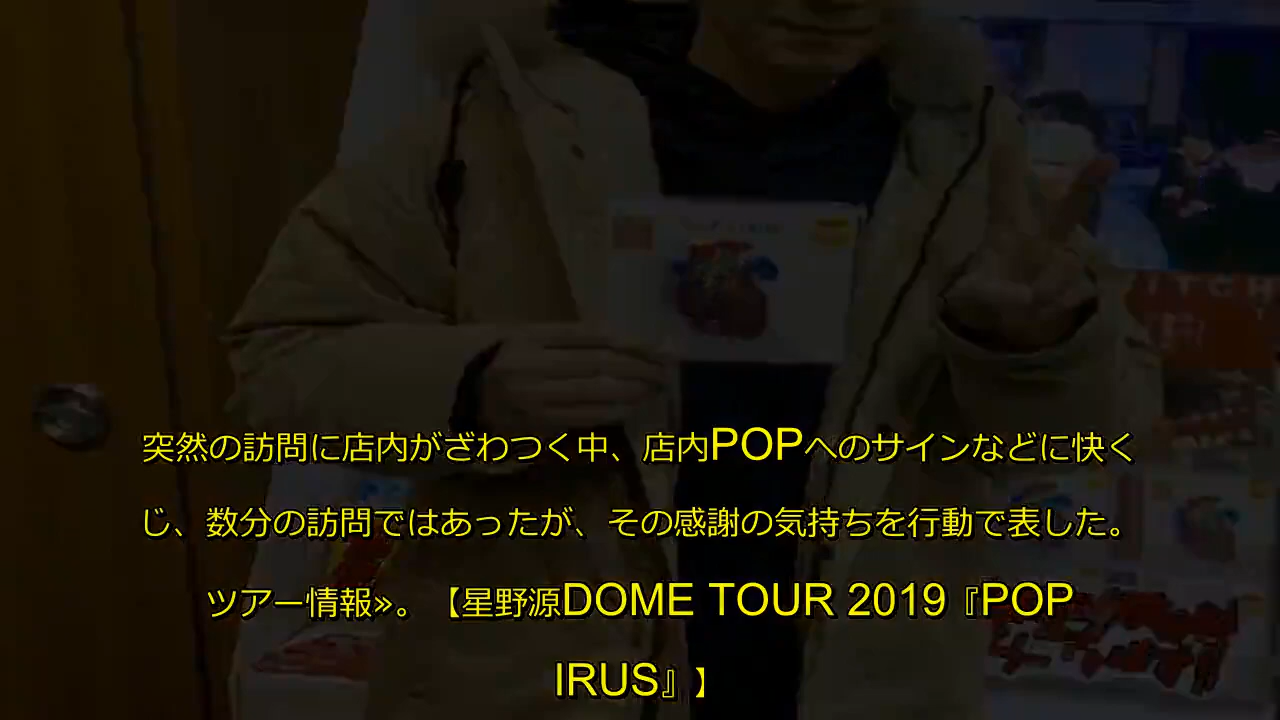 突然の訪問に店内がざわつく中、店内POPへのサインなどに快く
じ、数分の訪問ではあったが、その感謝の気持ちを行動で表した。
ツアー情報»。【星野源DOME TOUR 2019『POP
IRUS』】
ITCH